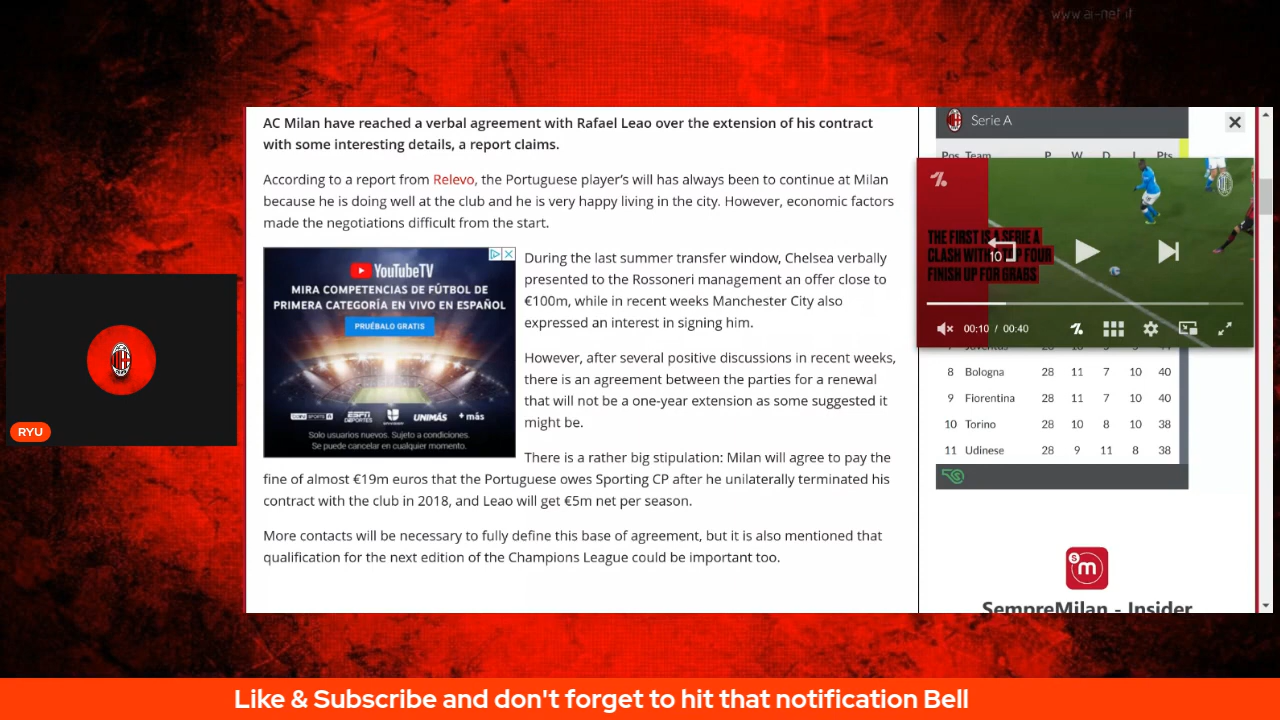 www.ai-net.it
AC Milan have reached a verbal agreement with Rafael Leao over the extension of his contract
with some interesting details, a report claims.
According to a report from Relevo, the Portuguese player's will has always been to continue at Milan
because he is doing well at the club and he is very happy living in the city. However, economic factors
made the negotiations difficult from the start.
YouTubeTV
MIRA COMPETENCIAS DE FÚTBOL DE
PRIMERA CATEGORÍA EN VIVO EN ESPAÑOL
PRUÉBALO GRATIS
ESPN DEPORTES UNIMÁS + más
Solo usuarios nuevos. Sujeto a condiciones.
Se puede cancelar en cualquier momento.
During the last summer transfer window, Chelsea verbally
presented to the Rossoneri management an offer close to
€100m, while in recent weeks Manchester City also
expressed an interest in signing him.
However, after several positive discussions in recent weeks,
there is an agreement between the parties for a renewal
that will not be a one-year extension as some suggested it
might be.
There is a rather big stipulation: Milan will agree to pay the
fine of almost €19m euros that the Portuguese owes Sporting CP after he unilaterally terminated his
contract with the club in 2018, and Leao will get €5m net per season.
More contacts will be necessary to fully define this base of agreement, but it is also mentioned that
qualification for the next edition of the Champions League could be important too.
Serie A
Pos Team P W D L Pts
THE FIRST IS A SERIE A
CLASH WITH TOP FOUR
FINISH UP FOR GRABS
10
00:10 / 00:40
8 Bologna 28 11 7 10 40
9 Fiorentina 28 11 7 10 40
10 Torino 28 10 8 10 38
11 Udinese 28 9 11 8 38
SempreMilan - Insider
RYU
Like & Subscribe and don't forget to hit that notification Bell